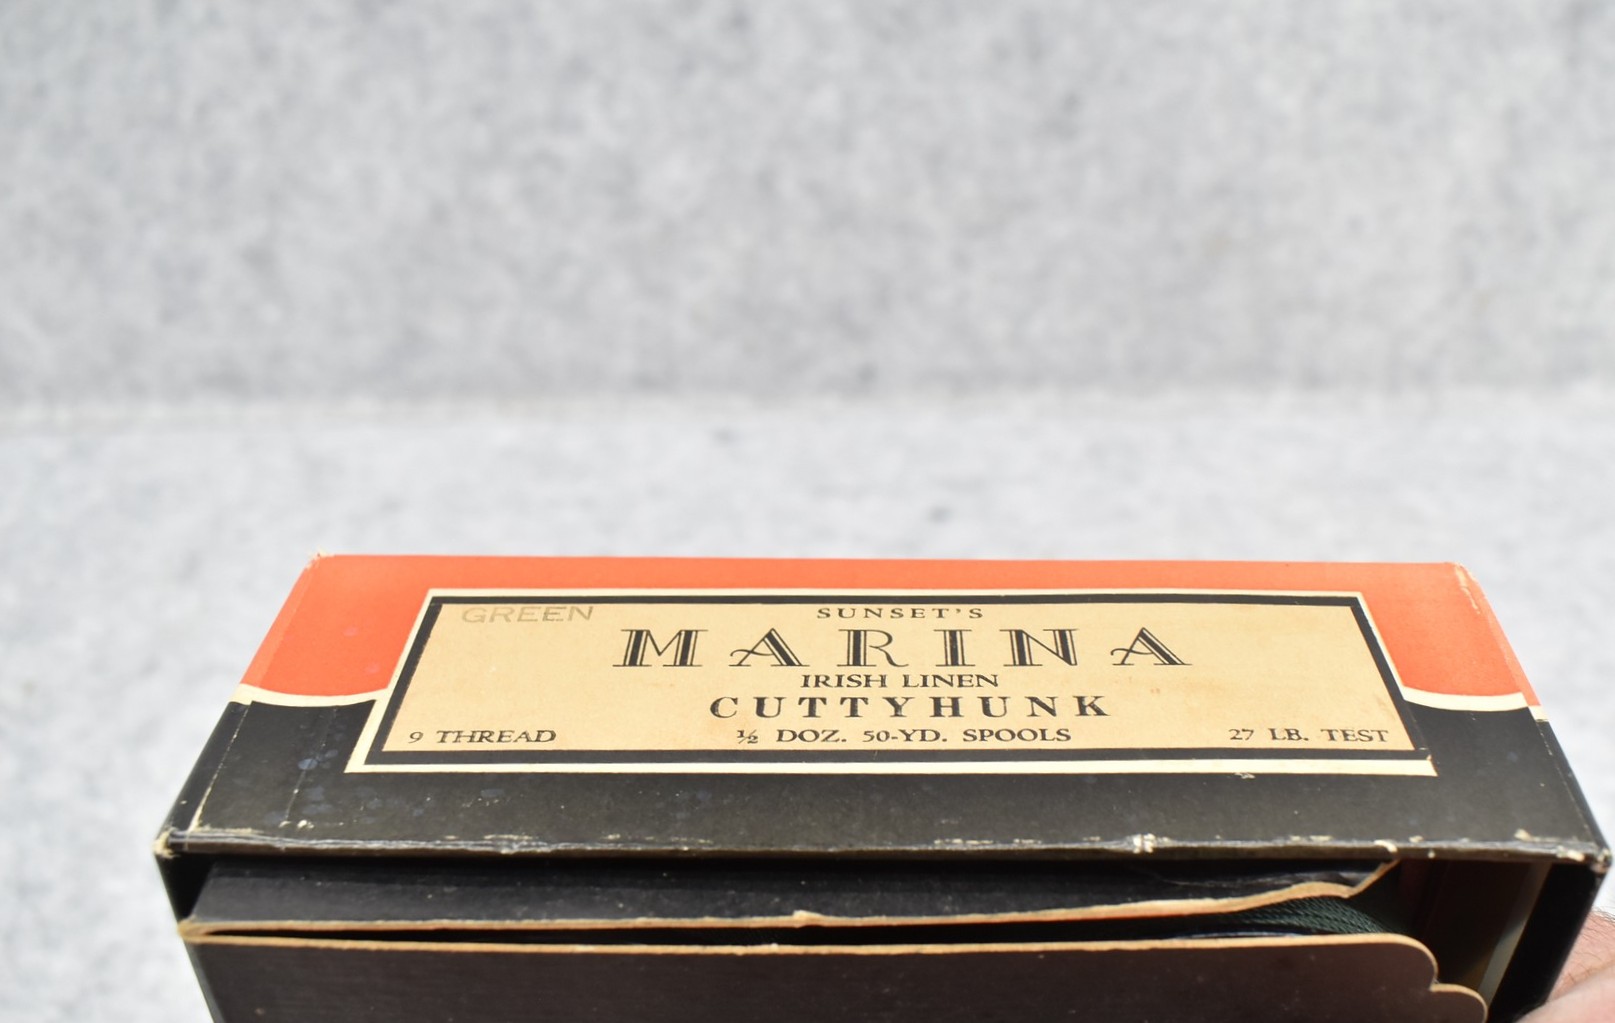 GREEN
SUNSET'S
MARINA
IRISH LINEN
CUTTYHUNK
9 THREAD ½ DOZ. 50-YD. SPOOLS 27 LB. TEST